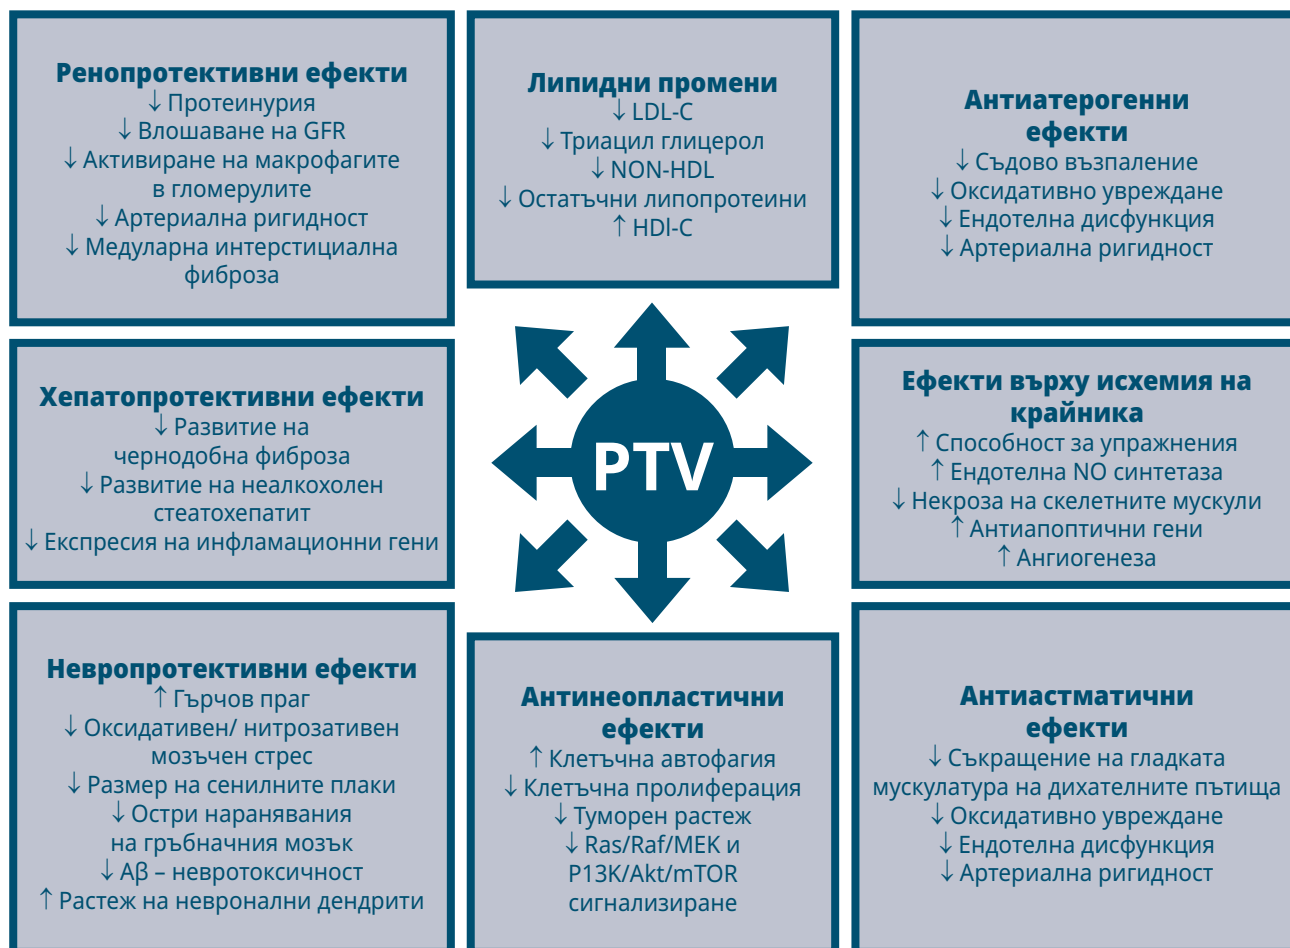 Ренопротективни ефекти
↓ Протеинурия
↓ Влошаване на GFR
↓ Активиране на макрофагите
в гломерулите
↓ Артериална ригидност
↓ Медуларна интерстициална
фиброза
Липидни промени
↓ LDL-C
↓ Триацил глицерол
↓ NON-HDL
↓ Остатъчни липопротеини
↑ HDl-C
Антиатерогенни
ефекти
↓ Съдово възпаление
↓ Оксидативно увреждане
↓ Ендотелна дисфункция
↓ Артериална ригидност
Хепатопротективни ефекти
↓ Развитие на
чернодобна фиброза
↓ Развитие на неалкохолен
стеатохепатит
↓ Експресия на инфламационни гени
PTV
Ефекти върху исхемия на
крайника
↑ Способност за упражнения
↑ Ендотелна NO синтетаза
↓ Некроза на скелетните мускули
↑ Антиапоптични гени
↑ Ангиогенеза
Невропротективни ефекти
↑ Гърчов праг
↓ Оксидативен/ нитрозативен
мозъчен стрес
↓ Размер на сенилните плаки
↓ Остри наранявания
на гръбначния мозък
↓ Aβ – невротоксичност
↑ Растеж на невронални дендрити
Антинеопластични
ефекти
↑ Клетъчна автофагия
↓ Клетъчна пролиферация
↓ Туморен растеж
↓ Ras/Raf/MEK и
P13K/Akt/mTOR
сигнализиране
Антиастматични
ефекти
↓ Съкращение на гладката
мускулатура на дихателните пътища
↓ Оксидативно увреждане
↓ Ендотелна дисфункция
↓ Артериална ригидност